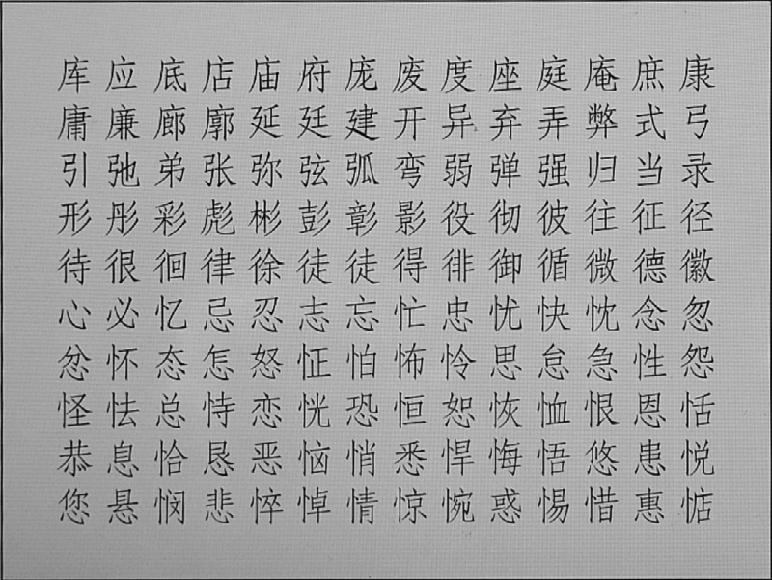 库应底店庙府庞废度座庭庵庶康
庸廉廊廓延廷建开异弃弄弊式弓
引弛弟张弥弦弧弯弱弹强归当录
形彤彩彪彬彭彰影役彻彼往征径
待很徊律徐徒徒得徘御循微德徽
心必忆忌忍志忘忙忠忧快忱念忽
忿怀态怎怒怔怕怖怜思怠急性怨
怪怯总恃恋恍恐恒恕恢恤恨恩恬
恭息恰恳恶恼悄悉悍悔悟悠患悦
您悬悯悲悴悼情惊惋惑惕惜惠惦